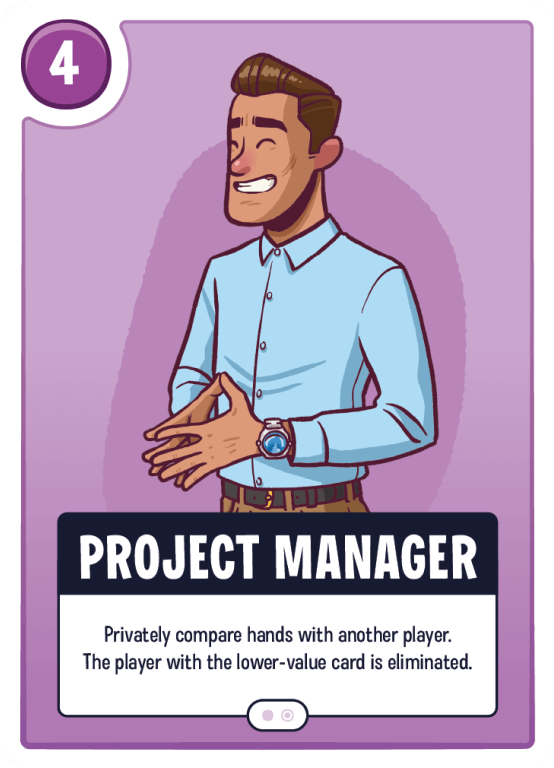 4
PROJECT MANAGER
Privately compare hands with another player.
The player with the lower-value card is eliminated.